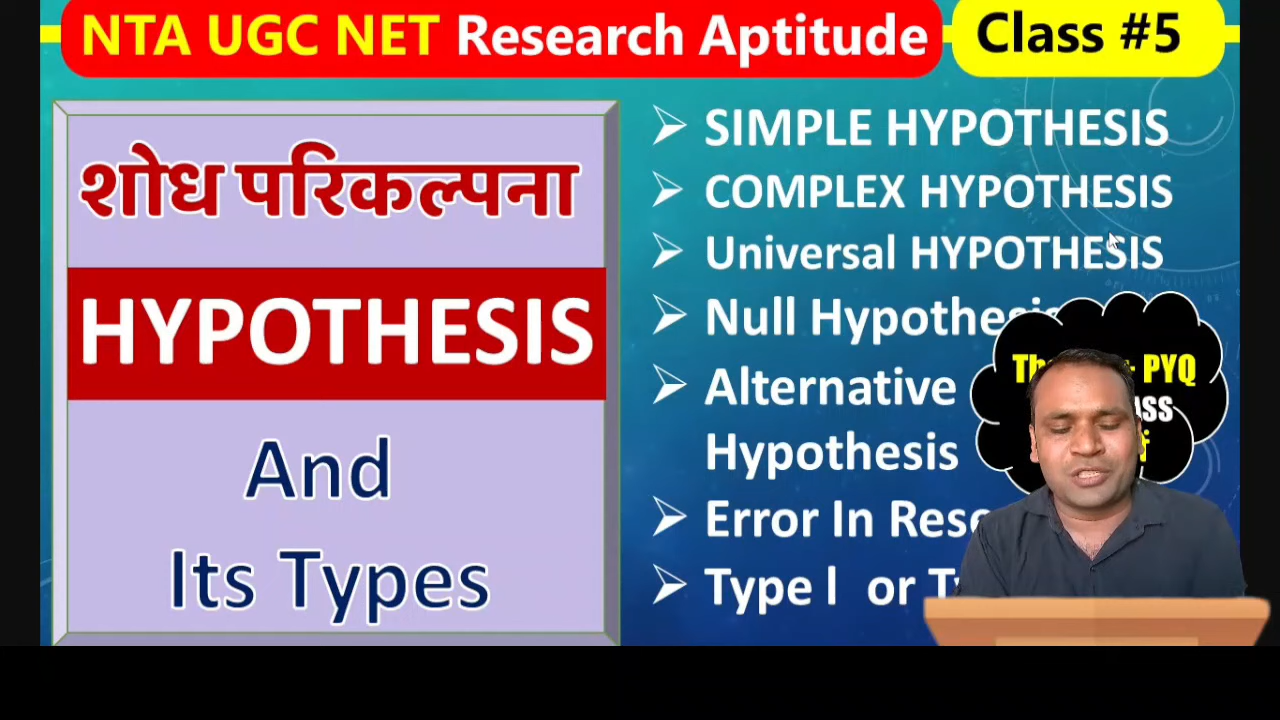 NTA UGC NET Research Aptitude
Class #5
शोध परिकल्पना
HYPOTHESIS
And
Its Types
SIMPLE HYPOTHESIS
COMPLEX HYPOTHESIS
Universal HYPOTHESIS
Null Hypothesis
Alternative
Hypothesis
Error In
Type l or
PYQ